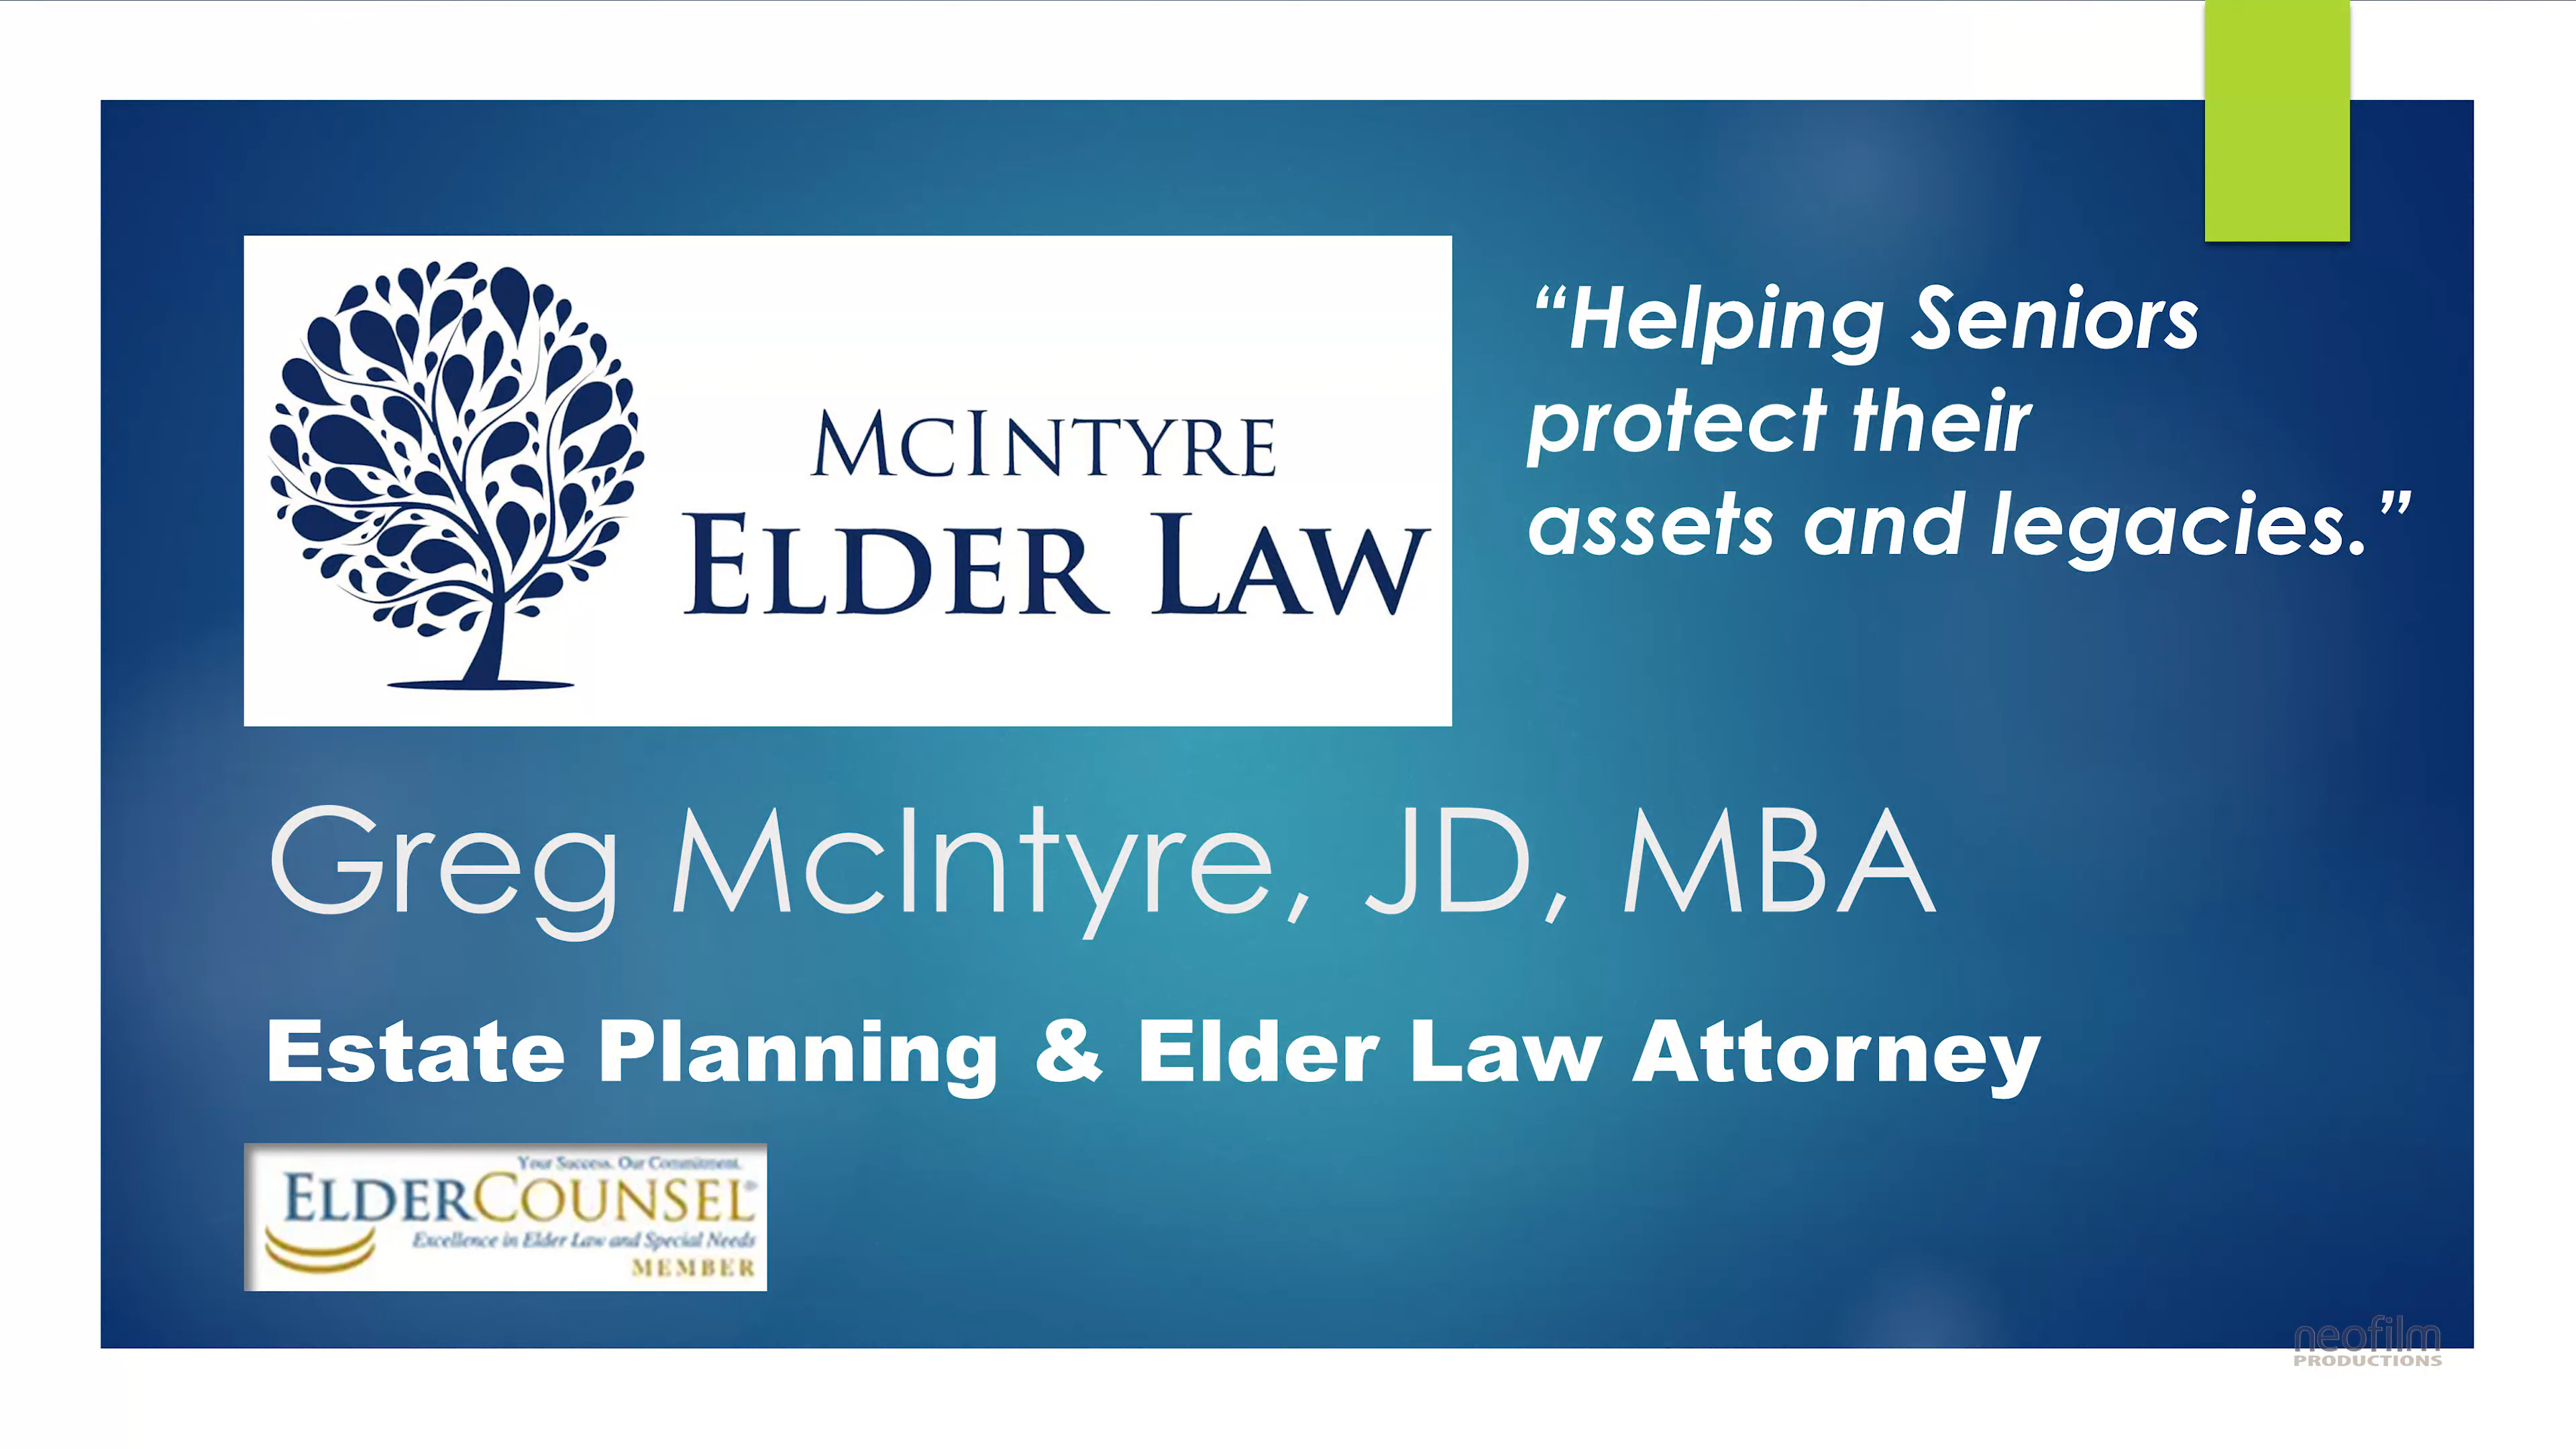 “Helping Seniors
protect their
assets and legacies.”
McIntyre
Elder Law
Greg McIntyre, JD, MBA
Estate Planning & Elder Law Attorney
Your Success. Our Commitment.
ElderCounsel®
Excellence in Elder Law and Special Needs
MEMBER
neofilm
PRODUCTIONS